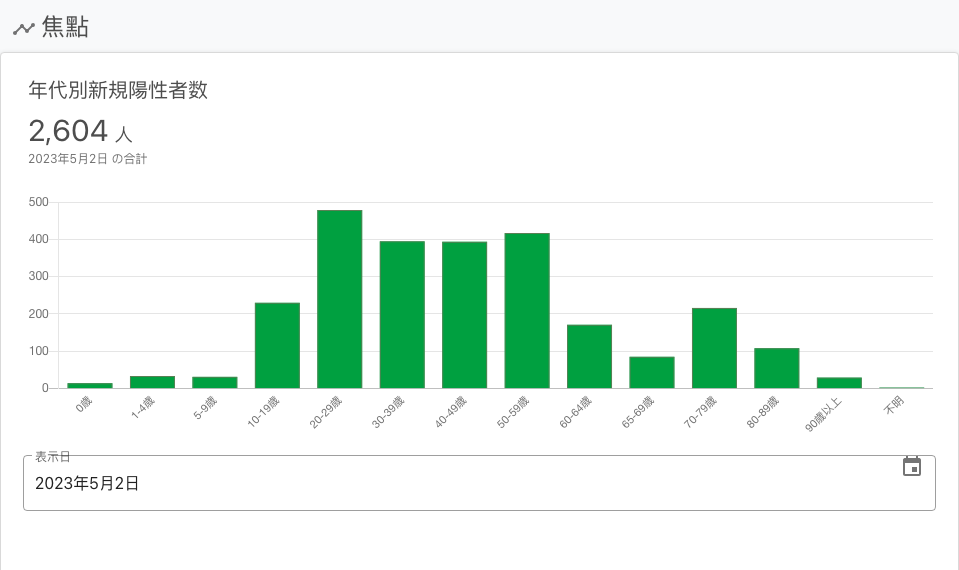 焦點
年代別新規陽性者数
2,604 人
2023年5月2日 の合計
500
400
300
200
100
0
0歳
1-4歳
5-9歳
10-19歳
20-29歳
30-39歳
40-49歳
50-59歳
60-64歳
65-69歳
70-79歳
80-89歳
90歳以上
不明
表示日
2023年5月2日